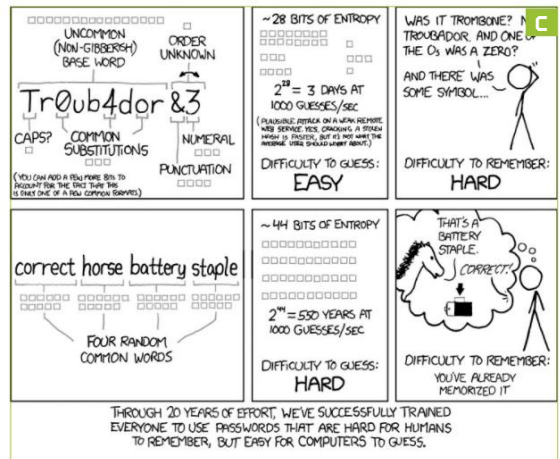 UNCOMMON
(NON-GIBBERISH)
BASE WORD
ORDER
UNKNOWN
Tr0ub4dor &3
CAPS?
COMMON
SUBSTITUTIONS
NUMERAL
PUNCTUATION
(YOU CAN ADD A FEW MORE BITS TO
ACCOUNT FOR THE FACT THAT THIS
IS ONLY ONE OF A FEW COMMON FORMATS.)
~28 BITS OF ENTROPY
2^28 = 3 DAYS AT
1000 GUESSES/SEC
(PLAUSIBLE ATTACK ON A WEAK REMOTE
WEB SERVICE. YES, CRACKING A STOLEN
HASH IS FASTER, BUT IT'S NOT WHAT THE
AVERAGE USER SHOULD WORRY ABOUT.)
DIFFICULTY TO GUESS:
EASY
C
WAS IT TROMBONE?
TROUBADOR. AND ONE OF
THE Os WAS A ZERO?
AND THERE WAS
SOME SYMBOL...
DIFFICULTY TO REMEMBER:
HARD
correct horse battery staple
FOUR RANDOM
COMMON WORDS
~44 BITS OF ENTROPY
2^44 = 550 YEARS AT
1000 GUESSES/SEC
DIFFICULTY TO GUESS:
HARD
THAT'S A
BATTERY
STAPLE.
CORRECT!
DIFFICULTY TO REMEMBER:
YOU'VE ALREADY
MEMORIZED IT
THROUGH 20 YEARS OF EFFORT, WE'VE SUCCESSFULLY TRAINED
EVERYONE TO USE PASSWORDS THAT ARE HARD FOR HUMANS
TO REMEMBER, BUT EASY FOR COMPUTERS TO GUESS.